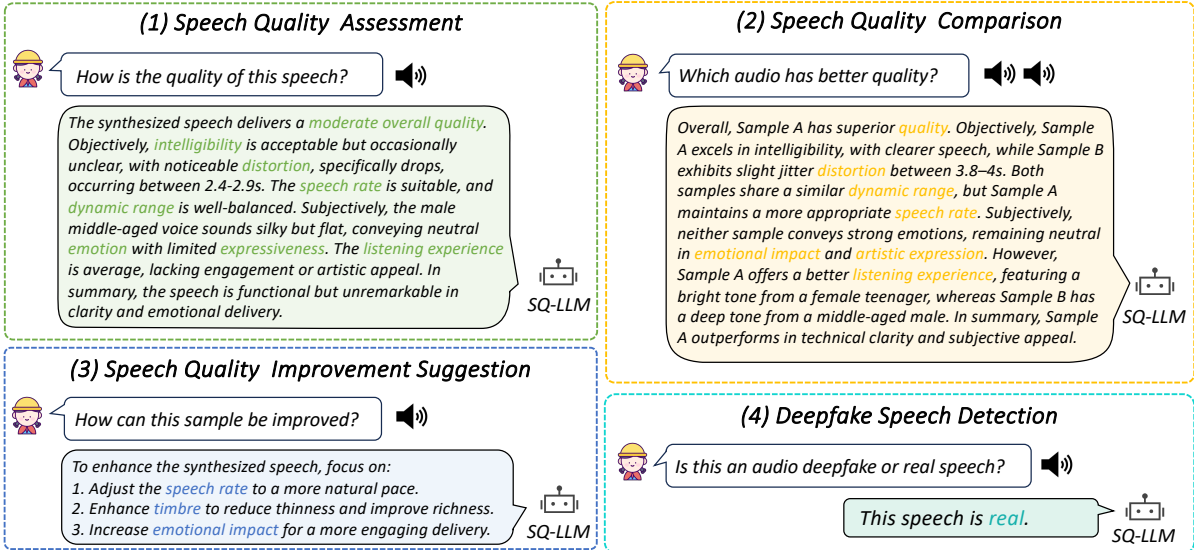 (1) Speech Quality Assessment
How is the quality of this speech?
The synthesized speech delivers a moderate overall quality.
Objectively, intelligibility is acceptable but occasionally
unclear, with noticeable distortion, specifically drops,
occurring between 2.4-2.9s. The speech rate is suitable, and
dynamic range is well-balanced. Subjectively, the male
middle-aged voice sounds silky but flat, conveying neutral
emotion with limited expressiveness. The listening experience
is average, lacking engagement or artistic appeal. In
summary, the speech is functional but unremarkable in
clarity and emotional delivery.
SQ-LLM
(2) Speech Quality Comparison
Which audio has better quality?
Overall, Sample A has superior quality. Objectively, Sample
A excels in intelligibility, with clearer speech, while Sample B
exhibits slight jitter distortion between 3.8–4s. Both
samples share a similar dynamic range, but Sample A
maintains a more appropriate speech rate. Subjectively,
neither sample conveys strong emotions, remaining neutral
in emotional impact and artistic expression. However,
Sample A offers a better listening experience, featuring a
bright tone from a female teenager, whereas Sample B has
a deep tone from a middle-aged male. In summary, Sample
A outperforms in technical clarity and subjective appeal.
SQ-LLM
(3) Speech Quality Improvement Suggestion
How can this sample be improved?
To enhance the synthesized speech, focus on:
1. Adjust the speech rate to a more natural pace.
2. Enhance timbre to reduce thinness and improve richness.
3. Increase emotional impact for a more engaging delivery.
SQ-LLM
(4) Deepfake Speech Detection
Is this an audio deepfake or real speech?
This speech is real.
SQ-LLM